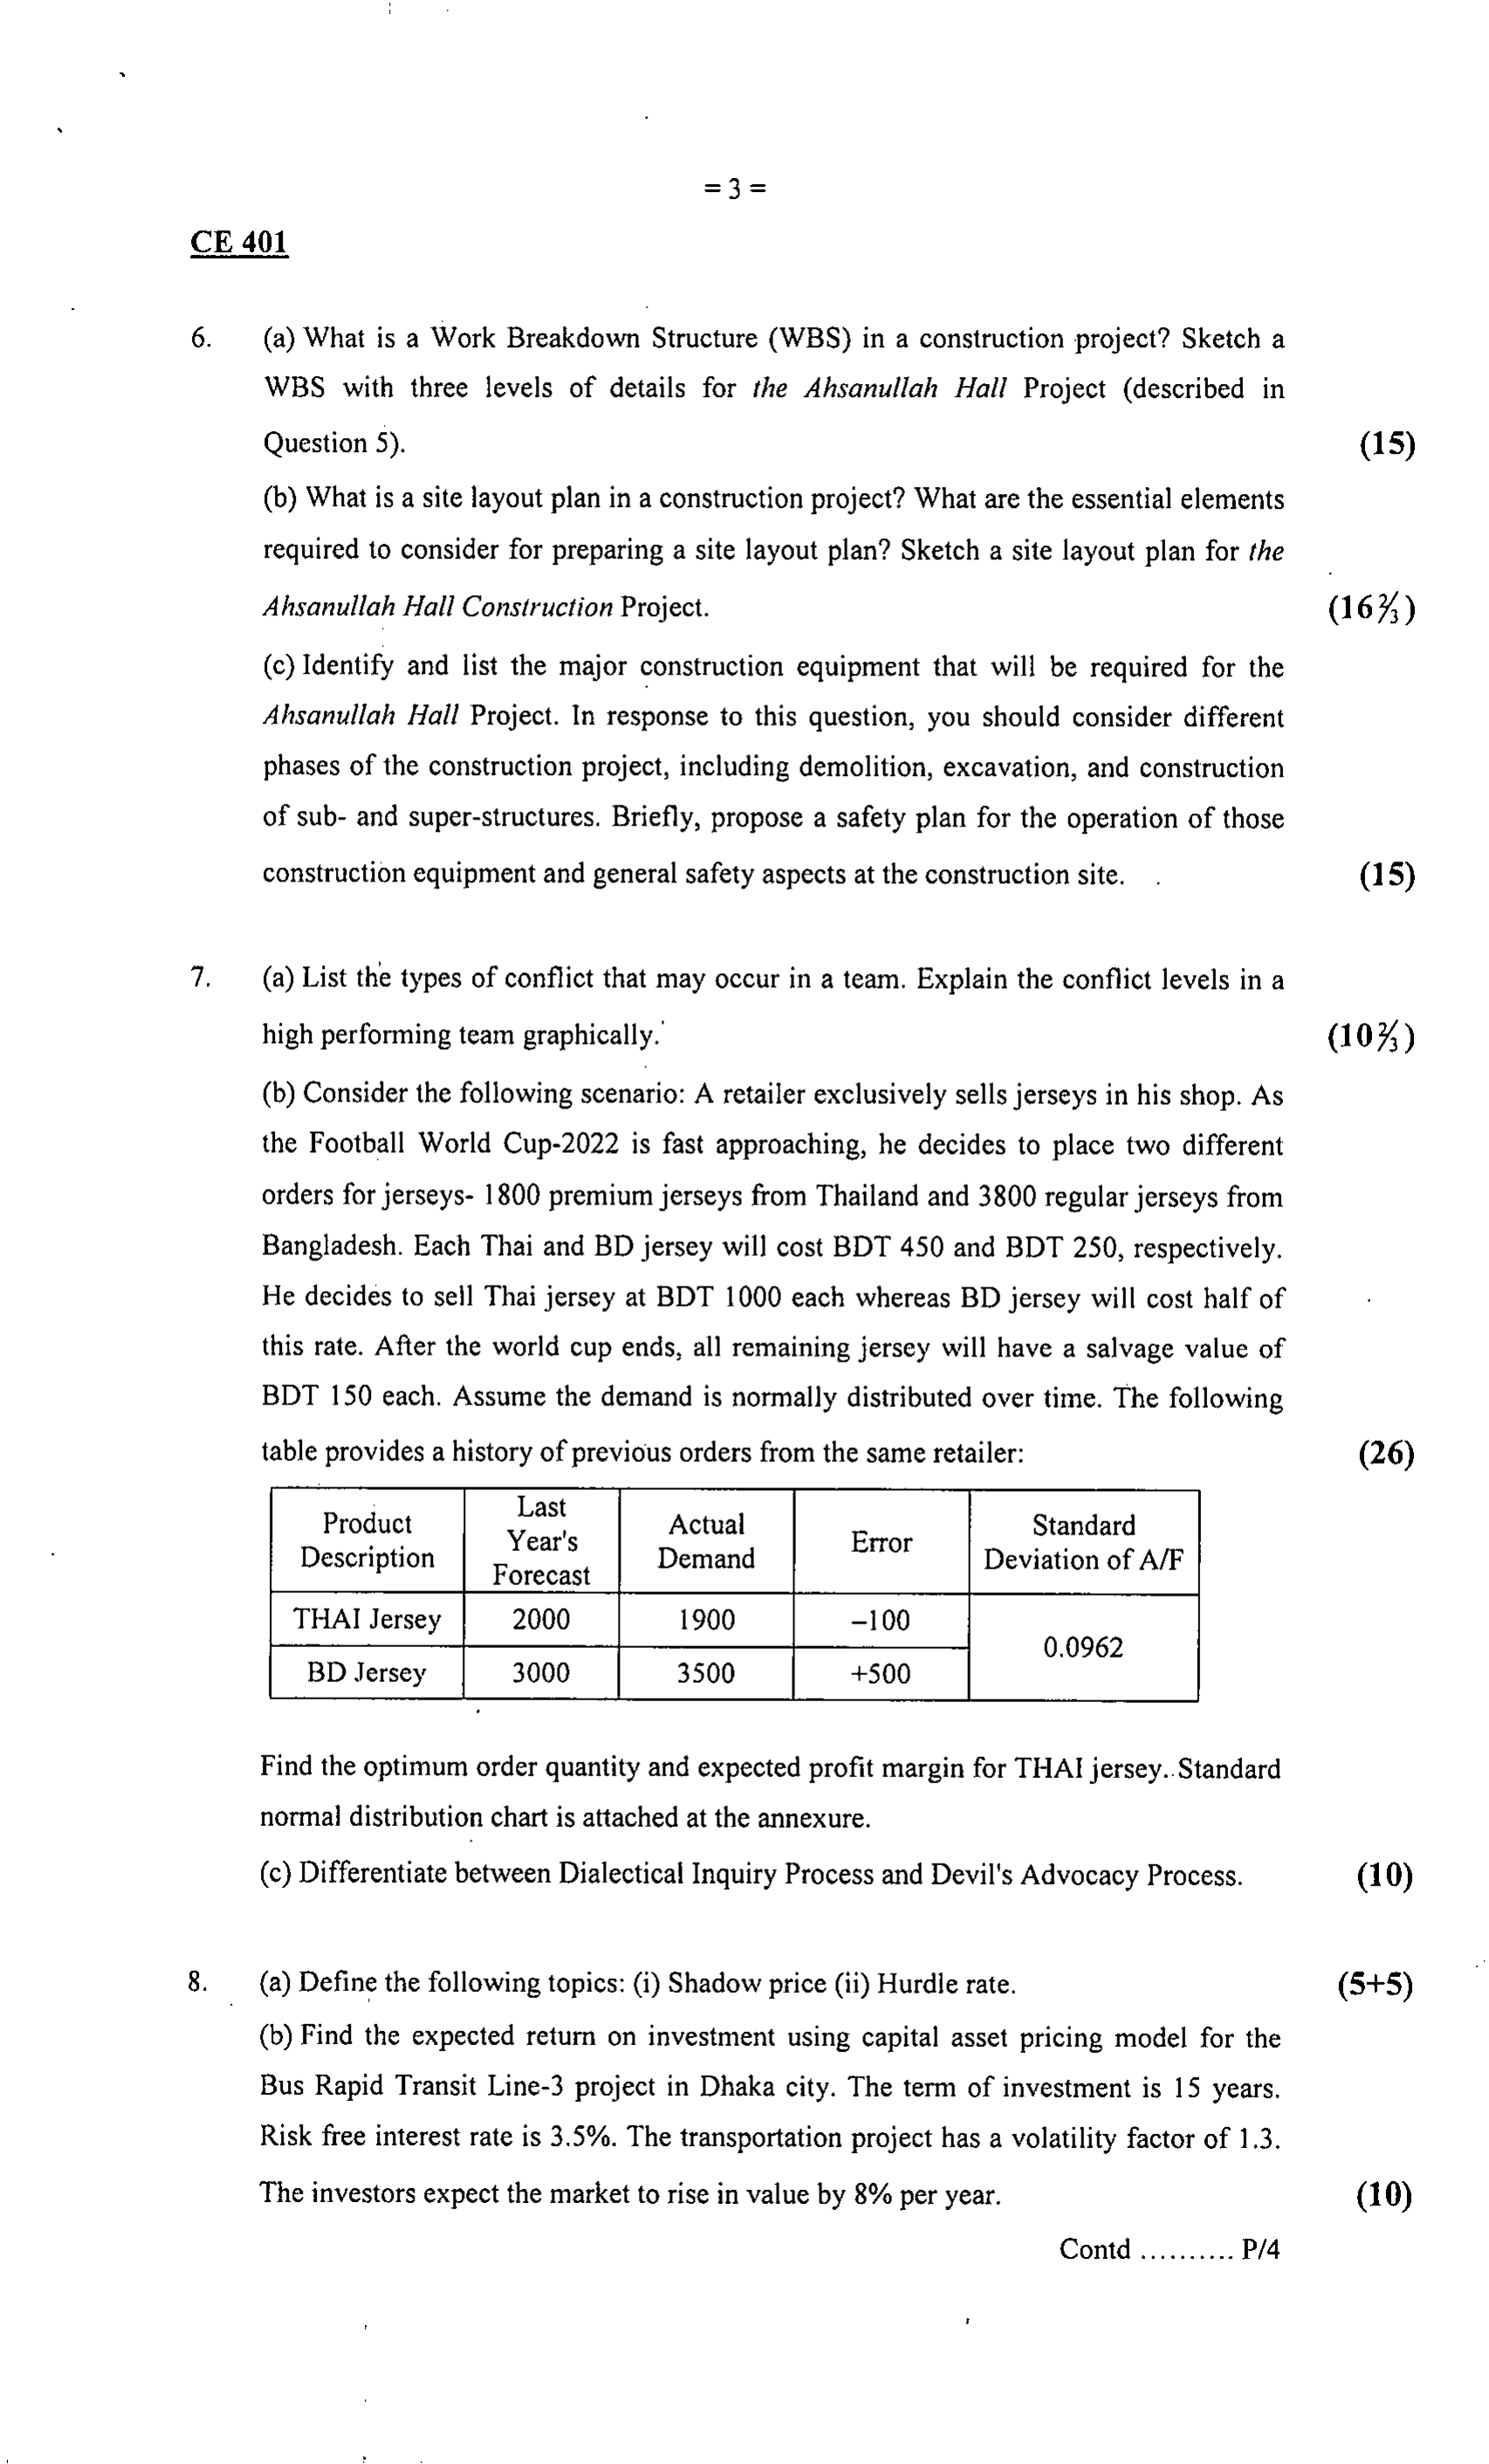 = 3 =
CE 401
6. (a) What is a Work Breakdown Structure (WBS) in a construction project? Sketch a
WBS with three levels of details for the Ahsanullah Hall Project (described in
Question 5). (15)
(b) What is a site layout plan in a construction project? What are the essential elements
required to consider for preparing a site layout plan? Sketch a site layout plan for the
Ahsanullah Hall Construction Project. (16⅔)
(c) Identify and list the major construction equipment that will be required for the
Ahsanullah Hall Project. In response to this question, you should consider different
phases of the construction project, including demolition, excavation, and construction
of sub- and super-structures. Briefly, propose a safety plan for the operation of those
construction equipment and general safety aspects at the construction site. (15)
7. (a) List the types of conflict that may occur in a team. Explain the conflict levels in a
high performing team graphically. (10⅔)
(b) Consider the following scenario: A retailer exclusively sells jerseys in his shop. As
the Football World Cup-2022 is fast approaching, he decides to place two different
orders for jerseys- 1800 premium jerseys from Thailand and 3800 regular jerseys from
Bangladesh. Each Thai and BD jersey will cost BDT 450 and BDT 250, respectively.
He decides to sell Thai jersey at BDT 1000 each whereas BD jersey will cost half of
this rate. After the world cup ends, all remaining jersey will have a salvage value of
BDT 150 each. Assume the demand is normally distributed over time. The following
table provides a history of previous orders from the same retailer: (26)
Product Description Last Year's Forecast Actual Demand Error Standard Deviation of A/F
THAI Jersey 2000 1900 –100 0.0962
BD Jersey 3000 3500 +500
Find the optimum order quantity and expected profit margin for THAI jersey. Standard
normal distribution chart is attached at the annexure.
(c) Differentiate between Dialectical Inquiry Process and Devil's Advocacy Process. (10)
8. (a) Define the following topics: (i) Shadow price (ii) Hurdle rate. (5+5)
(b) Find the expected return on investment using capital asset pricing model for the
Bus Rapid Transit Line-3 project in Dhaka city. The term of investment is 15 years.
Risk free interest rate is 3.5%. The transportation project has a volatility factor of 1.3.
The investors expect the market to rise in value by 8% per year. (10)
Contd .......... P/4